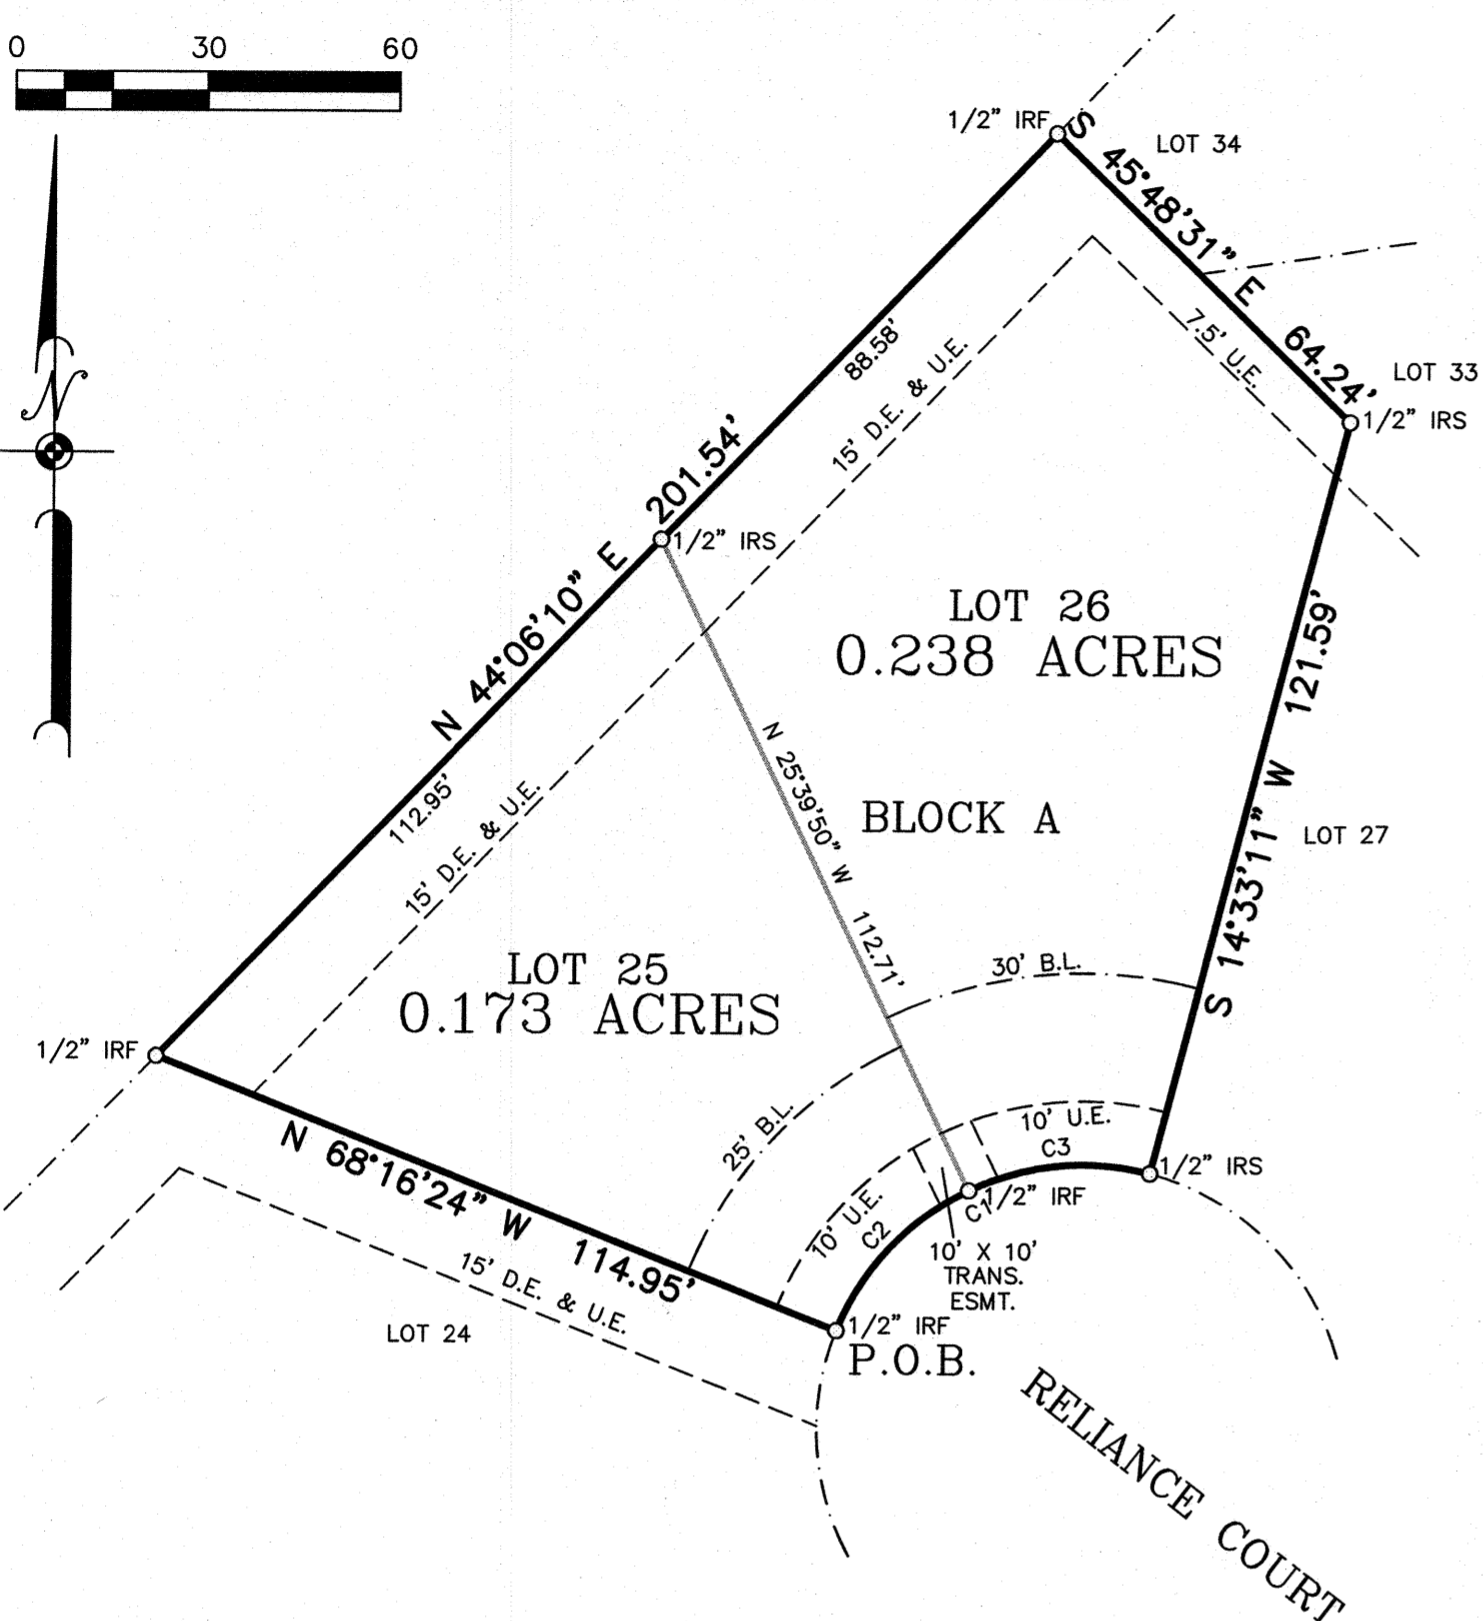 0 30 60
N
1/2" IRF
S 45°48'31" E 64.24'
LOT 34
7.5' U.E.
LOT 33
1/2" IRS
88.58'
15' D.E. & U.E.
N 44°06'10" E 201.54'
1/2" IRS
LOT 26
0.238 ACRES
S 14°33'11" W 121.59'
N 25°39'50" W 112.71'
112.95'
15' D.E. & U.E.
BLOCK A
LOT 27
LOT 25
0.173 ACRES
30' B.L.
1/2" IRF
25' B.L.
10' U.E.
C3
1/2" IRS
N 68°16'24" W 114.95'
10' U.E.
C2
C1
1/2" IRF
10' X 10'
TRANS.
ESMT.
15' D.E. & U.E.
LOT 24
1/2" IRF
P.O.B.
RELIANCE COURT